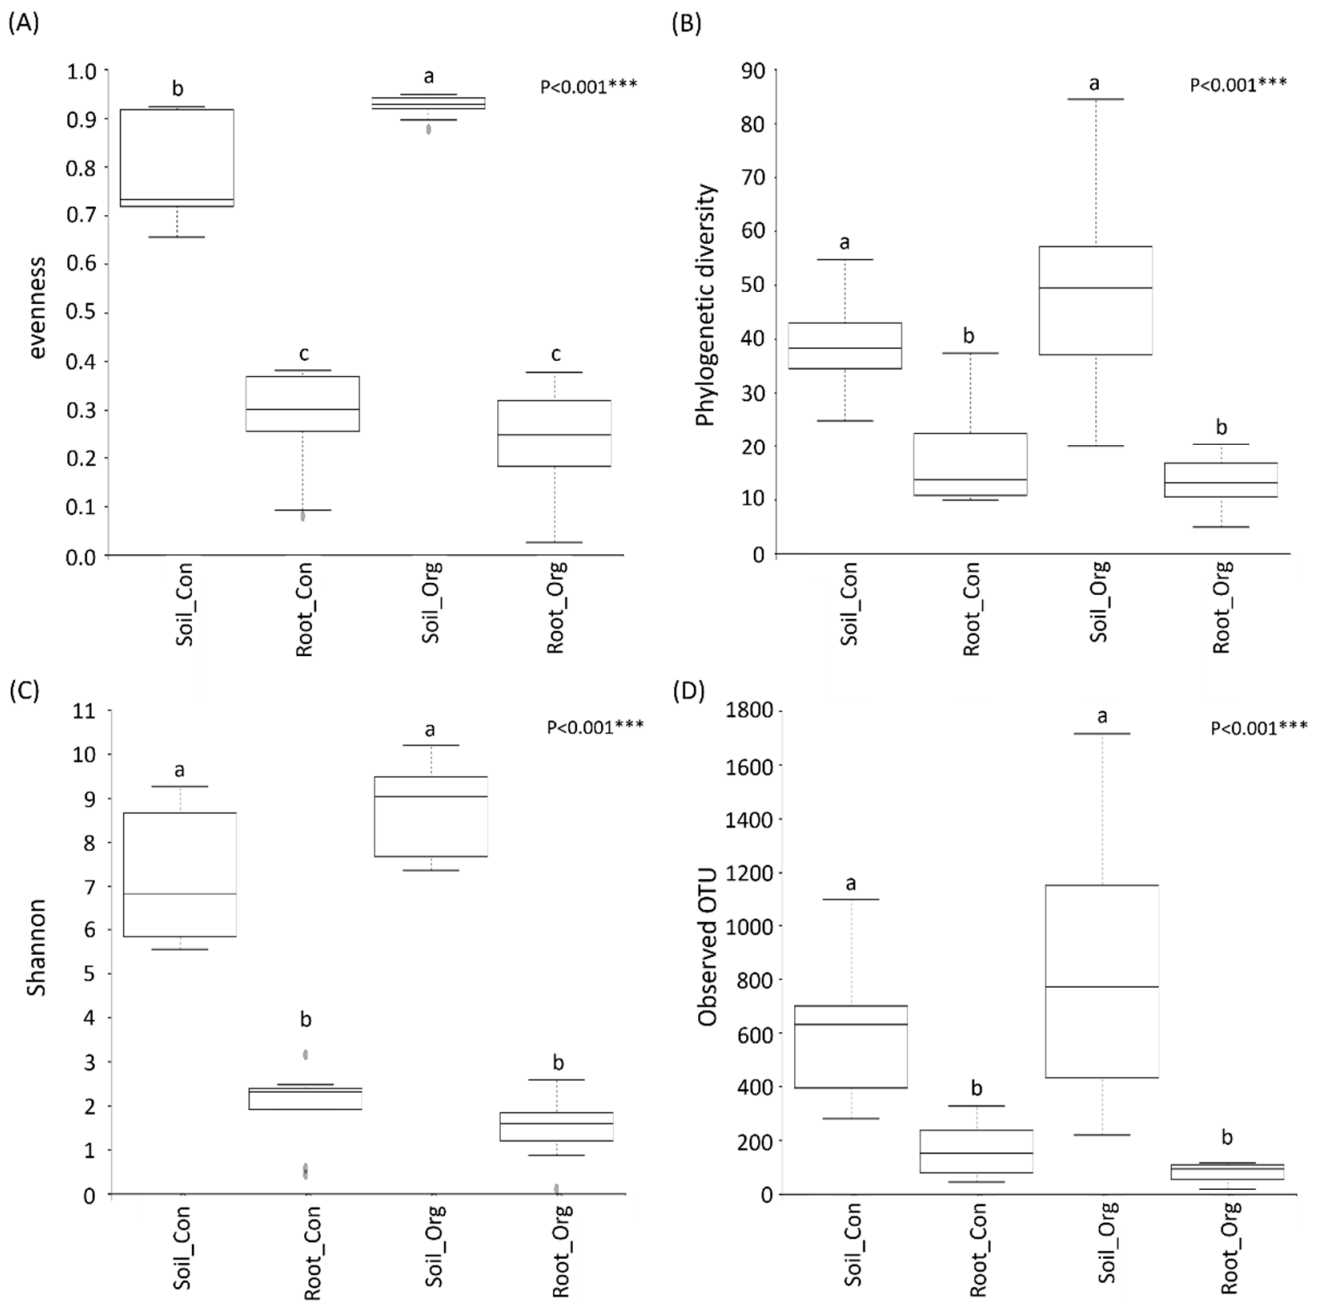 (A)
P<0.001***
b
a
c
c
1.0
0.9
0.8
0.7
0.6
0.5
0.4
0.3
0.2
0.1
0.0
evenness
Soil_Con
Root_Con
Soil_Org
Root_Org
(B)
P<0.001***
a
a
b
b
90
80
70
60
50
40
30
20
10
0
Phylogenetic diversity
Soil_Con
Root_Con
Soil_Org
Root_Org
(C)
P<0.001***
a
a
b
b
11
10
9
8
7
6
5
4
3
2
1
0
Shannon
Soil_Con
Root_Con
Soil_Org
Root_Org
(D)
P<0.001***
a
a
b
b
1800
1600
1400
1200
1000
800
600
400
200
0
Observed OTU
Soil_Con
Root_Con
Soil_Org
Root_Org